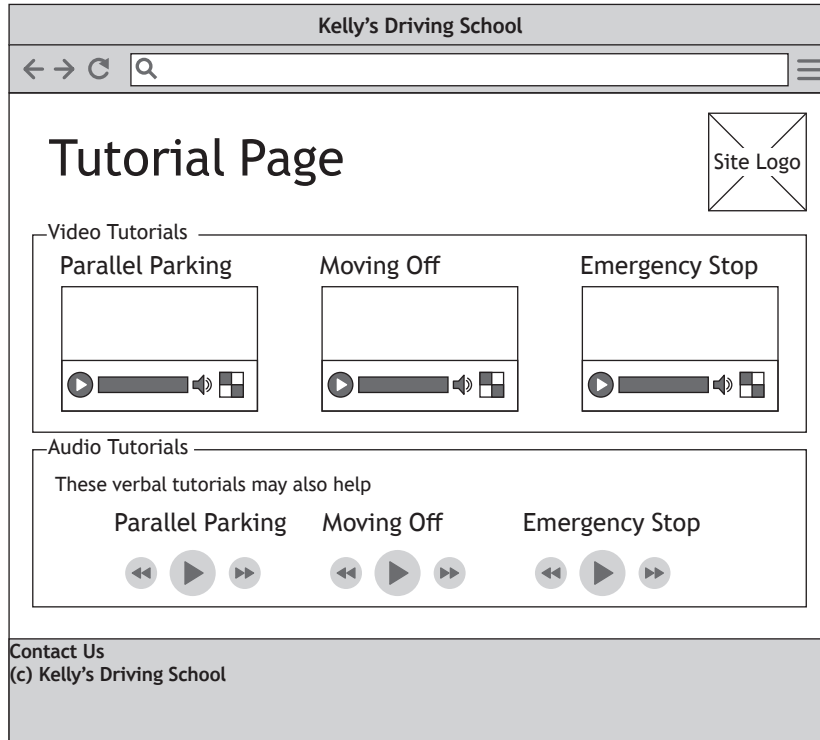 Kelly’s Driving School
Tutorial Page
Site Logo
Video Tutorials
Parallel Parking Moving Off Emergency Stop
Audio Tutorials
These verbal tutorials may also help
Parallel Parking Moving Off Emergency Stop
Contact Us
(c) Kelly’s Driving School